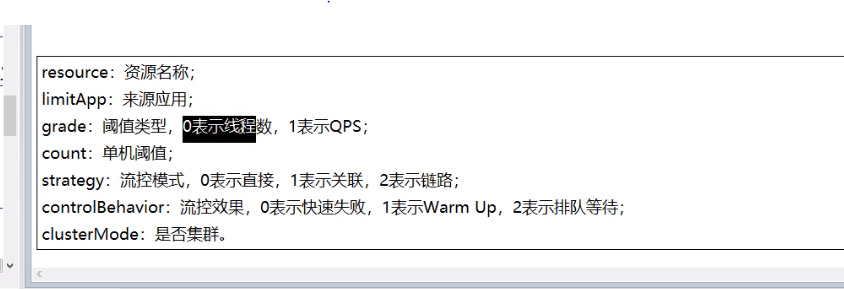 resource：资源名称；
limitApp：来源应用；
grade：阈值类型，0表示线程数，1表示QPS；
count：单机阈值；
strategy：流控模式，0表示直接，1表示关联，2表示链路；
controlBehavior：流控效果，0表示快速失败，1表示Warm Up，2表示排队等待；
clusterMode：是否集群。